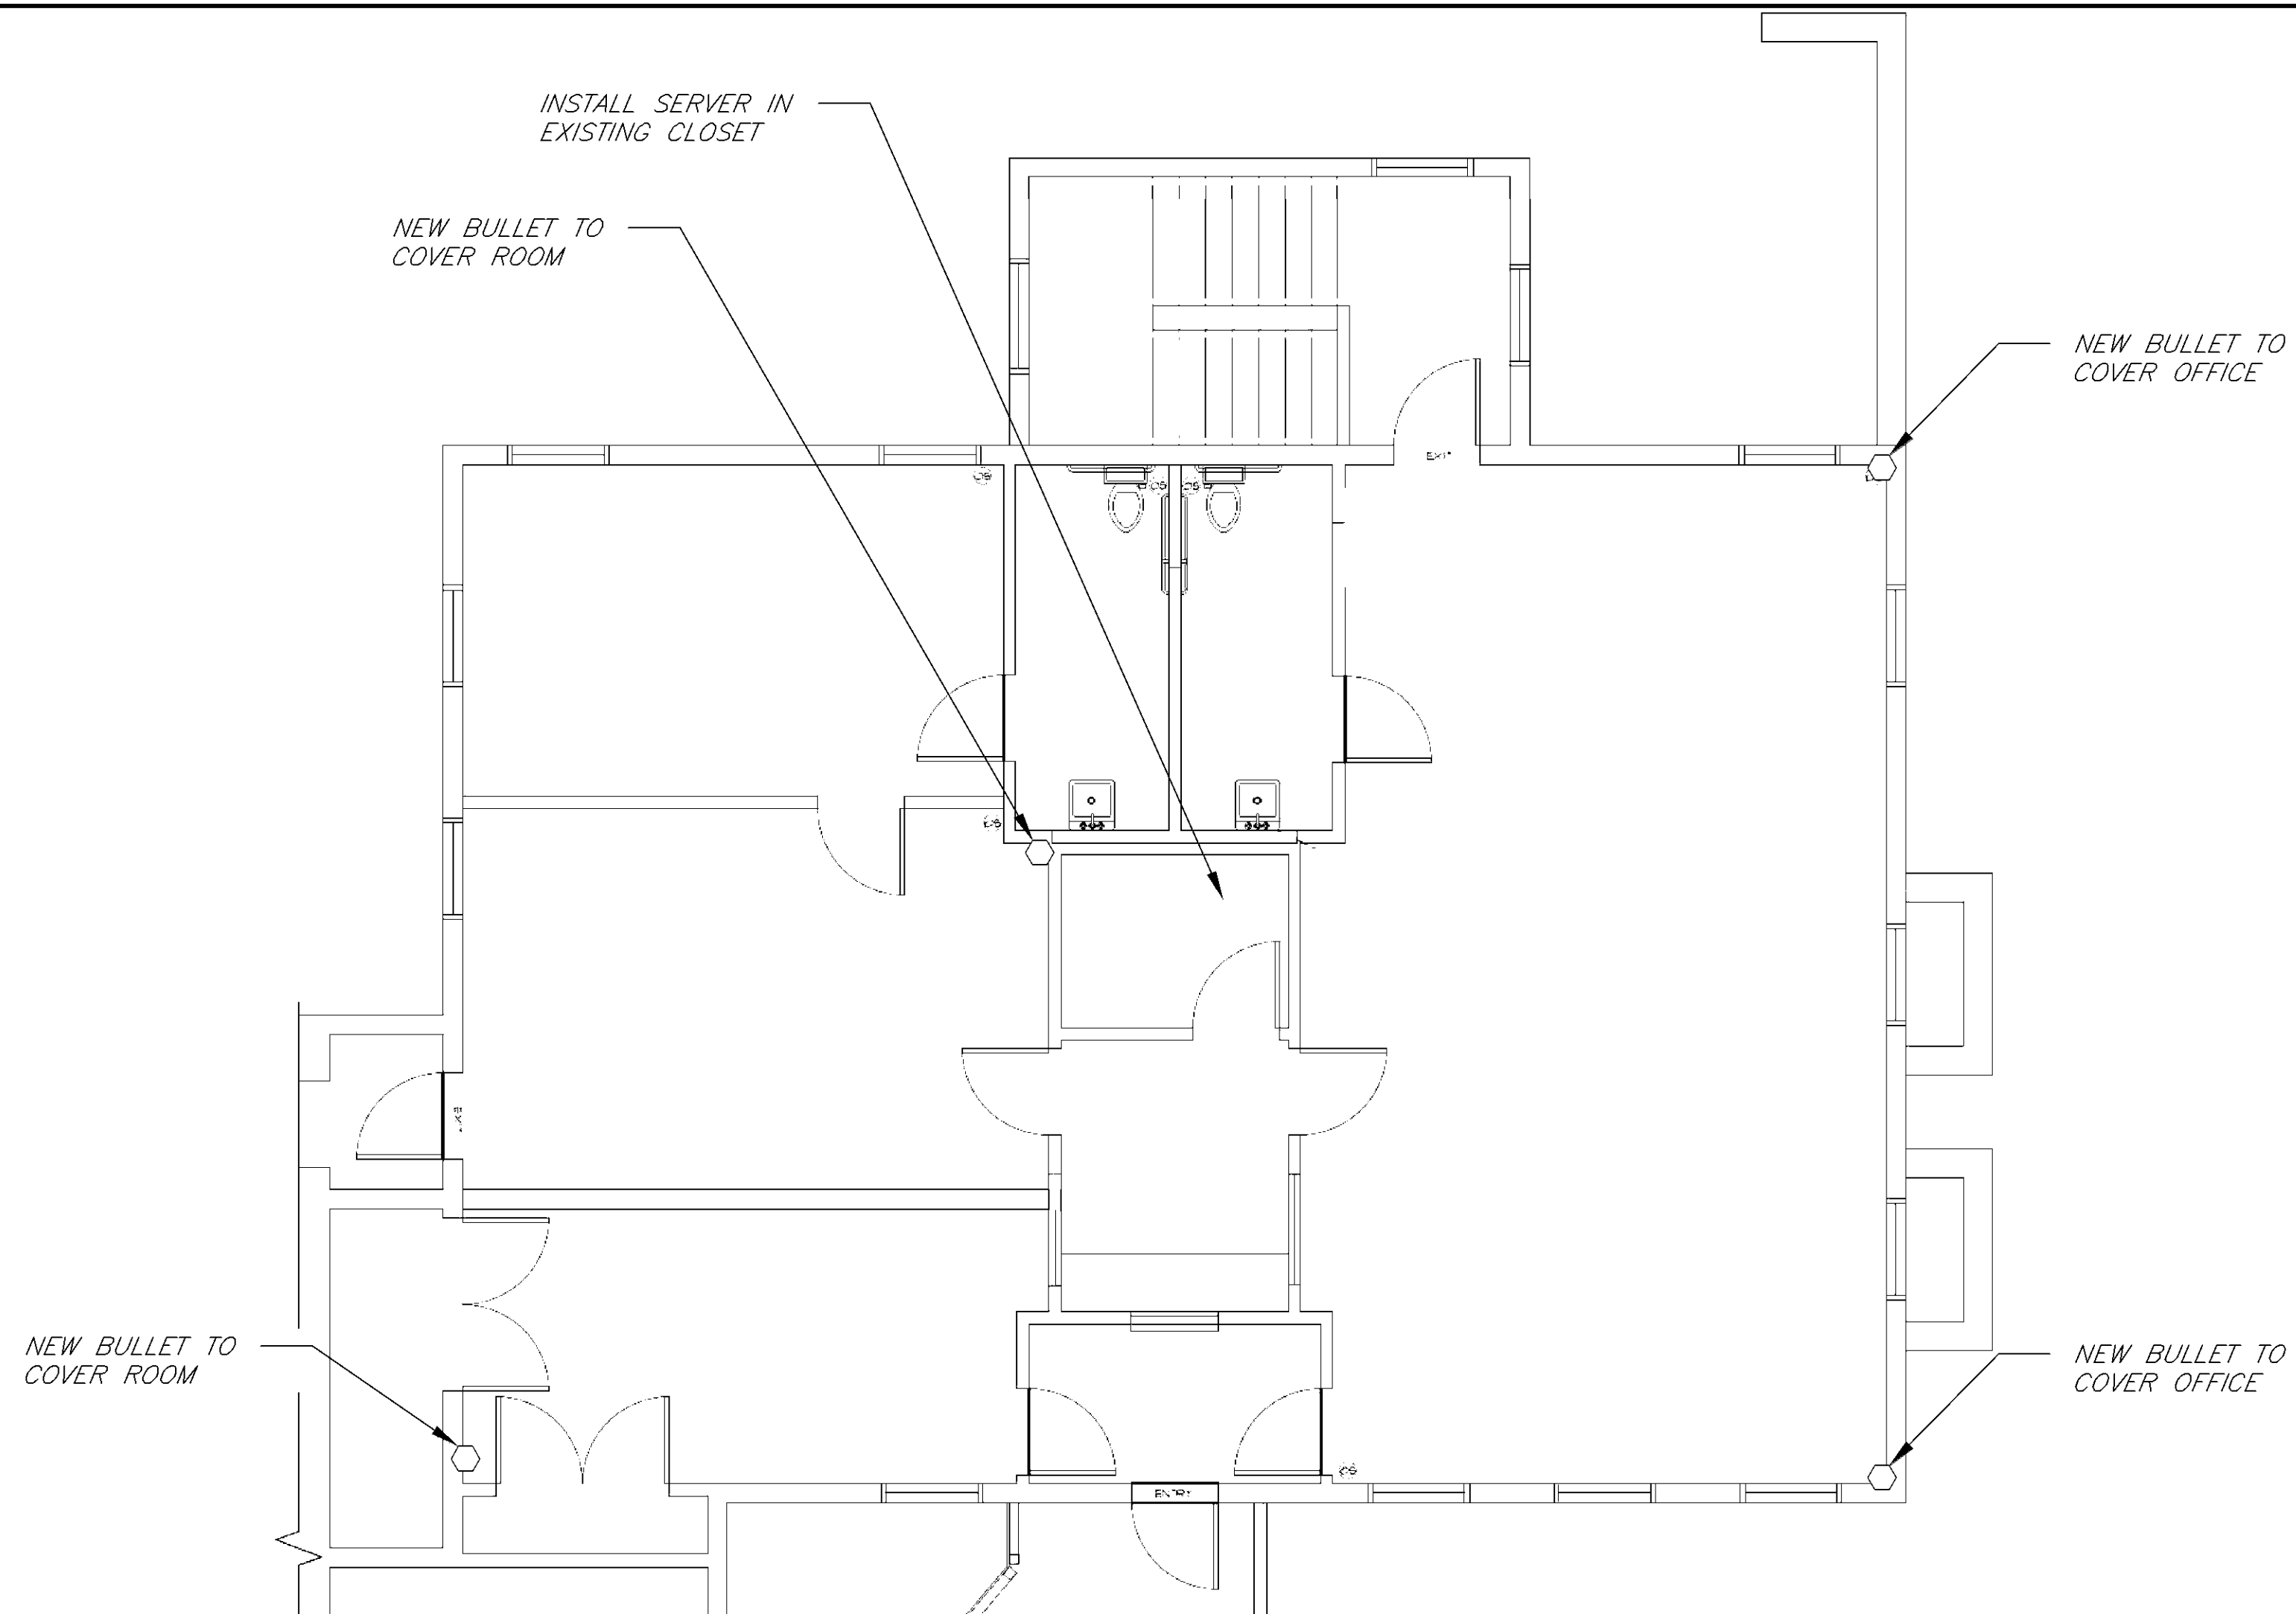 INSTALL SERVER IN
EXISTING CLOSET
NEW BULLET TO
COVER ROOM
NEW BULLET TO
COVER OFFICE
EXIT
NEW BULLET TO
COVER ROOM
NEW BULLET TO
COVER OFFICE
ENTRY